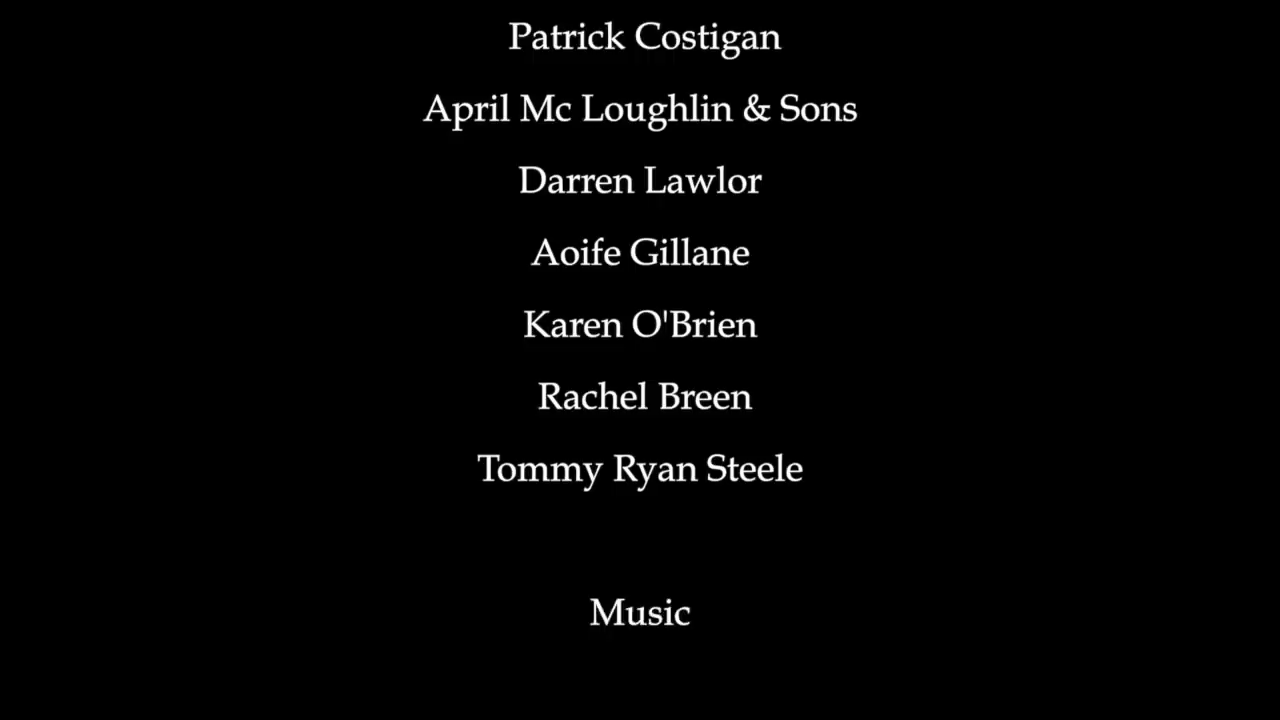 Patrick Costigan
April Mc Loughlin & Sons
Darren Lawlor
Aoife Gillane
Karen O'Brien
Rachel Breen
Tommy Ryan Steele
Music